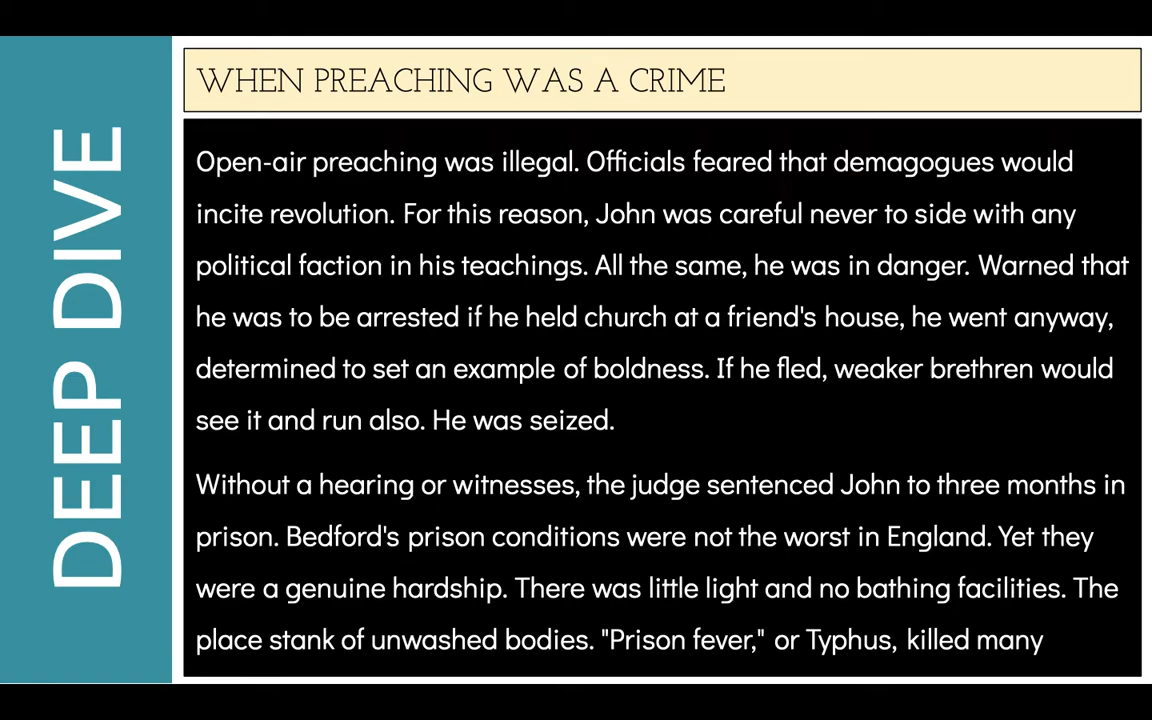 DEEP DIVE
WHEN PREACHING WAS A CRIME
Open-air preaching was illegal. Officials feared that demagogues would
incite revolution. For this reason, John was careful never to side with any
political faction in his teachings. All the same, he was in danger. Warned that
he was to be arrested if he held church at a friend's house, he went anyway,
determined to set an example of boldness. If he fled, weaker brethren would
see it and run also. He was seized.
Without a hearing or witnesses, the judge sentenced John to three months in
prison. Bedford's prison conditions were not the worst in England. Yet they
were a genuine hardship. There was little light and no bathing facilities. The
place stank of unwashed bodies. "Prison fever," or Typhus, killed many